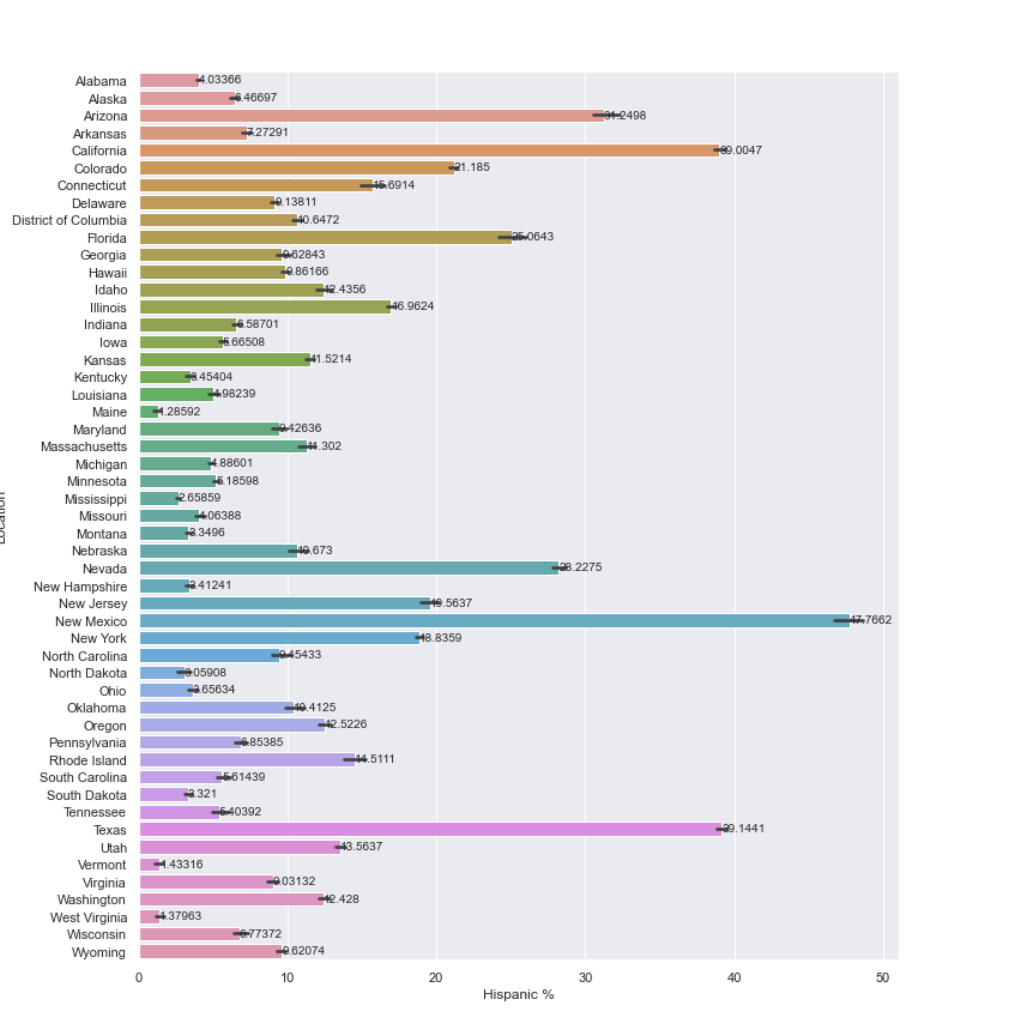 Alabama 4.03366
Alaska 6.46697
Arizona 31.2498
Arkansas 7.27291
California 39.0047
Colorado 21.185
Connecticut 15.6914
Delaware 9.13811
District of Columbia 10.6472
Florida 25.0643
Georgia 9.62843
Hawaii 9.86166
Idaho 12.4356
Illinois 16.9624
Indiana 6.58701
Iowa 5.66508
Kansas 11.5214
Kentucky 3.45404
Louisiana 4.98239
Maine 1.28592
Maryland 9.42636
Massachusetts 11.302
Michigan 4.88601
Minnesota 5.18598
Mississippi 2.65859
Missouri 4.06388
Montana 3.3496
Nebraska 10.673
Nevada 28.2275
New Hampshire 3.41241
New Jersey 19.5637
New Mexico 47.7662
New York 18.8359
North Carolina 9.45433
North Dakota 3.05908
Ohio 3.65634
Oklahoma 10.4125
Oregon 12.5226
Pennsylvania 6.85385
Rhode Island 14.5111
South Carolina 5.61439
South Dakota 3.321
Tennessee 5.40392
Texas 39.1441
Utah 13.5637
Vermont 1.43316
Virginia 9.03132
Washington 12.428
West Virginia 1.37963
Wisconsin 6.77372
Wyoming 9.62074
Location
0 10 20 30 40 50
Hispanic %